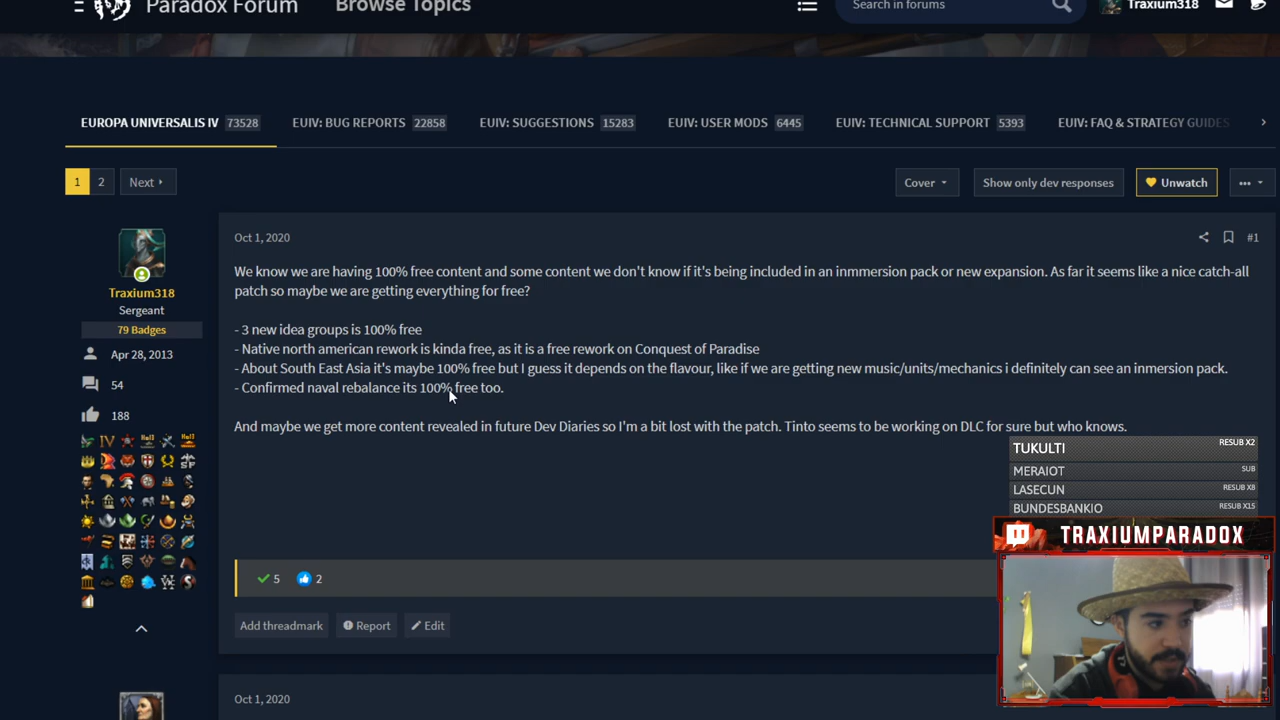 Paradox Forum Browse Topics Search in forums Traxium318
EUROPA UNIVERSALIS IV 73528 EUIV: BUG REPORTS 22858 EUIV: SUGGESTIONS 15283 EUIV: USER MODS 6445 EUIV: TECHNICAL SUPPORT 5393 EUIV: FAQ & STRATEGY GUIDES
1 2 Next Cover Show only dev responses Unwatch
Oct 1, 2020 #1
We know we are having 100% free content and some content we don't know if it's being included in an inmmersion pack or new expansion. As far it seems like a nice catch-all
patch so maybe we are getting everything for free?
Traxium318
Sergeant
79 Badges
Apr 28, 2013
54
188
- 3 new idea groups is 100% free
- Native north american rework is kinda free, as it is a free rework on Conquest of Paradise
- About South East Asia it's maybe 100% free but I guess it depends on the flavour, like if we are getting new music/units/mechanics i definitely can see an inmersion pack.
- Confirmed naval rebalance its 100% free too.
And maybe we get more content revealed in future Dev Diaries so I'm a bit lost with the patch. Tinto seems to be working on DLC for sure but who knows.
TUKULTI RESUB X2
MERAIOT SUB
LASECUN RESUB X8
BUNDESBANKIO RESUB X15
TRAXIUMPARADOX
5 2
Add threadmark Report Edit
Oct 1, 2020